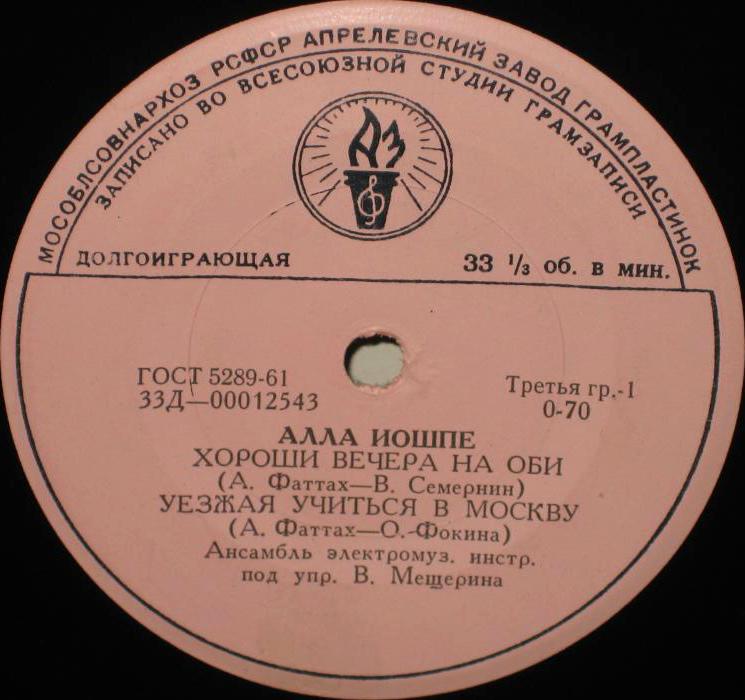 МОСОБЛСОВНАРХОЗ РСФСР АПРЕЛЕВСКИЙ ЗАВОД ГРАМПЛАСТИНОК
ЗАПИСАНО ВО ВСЕСОЮЗНОЙ СТУДИИ ГРАМЗАПИСИ
АЗ
ДОЛГОИГРАЮЩАЯ 33 ⅓ об. в мин.
ГОСТ 5289-61 Третья гр.-1
33Д—00012543 0-70
АЛЛА ИОШПЕ
ХОРОШИ ВЕЧЕРА НА ОБИ
(А. Фаттах—В. Семернин)
УЕЗЖАЯ УЧИТЬСЯ В МОСКВУ
(А. Фаттах—О.-Фокина)
Ансамбль электромуз. инстр.
под упр. В. Мещерина